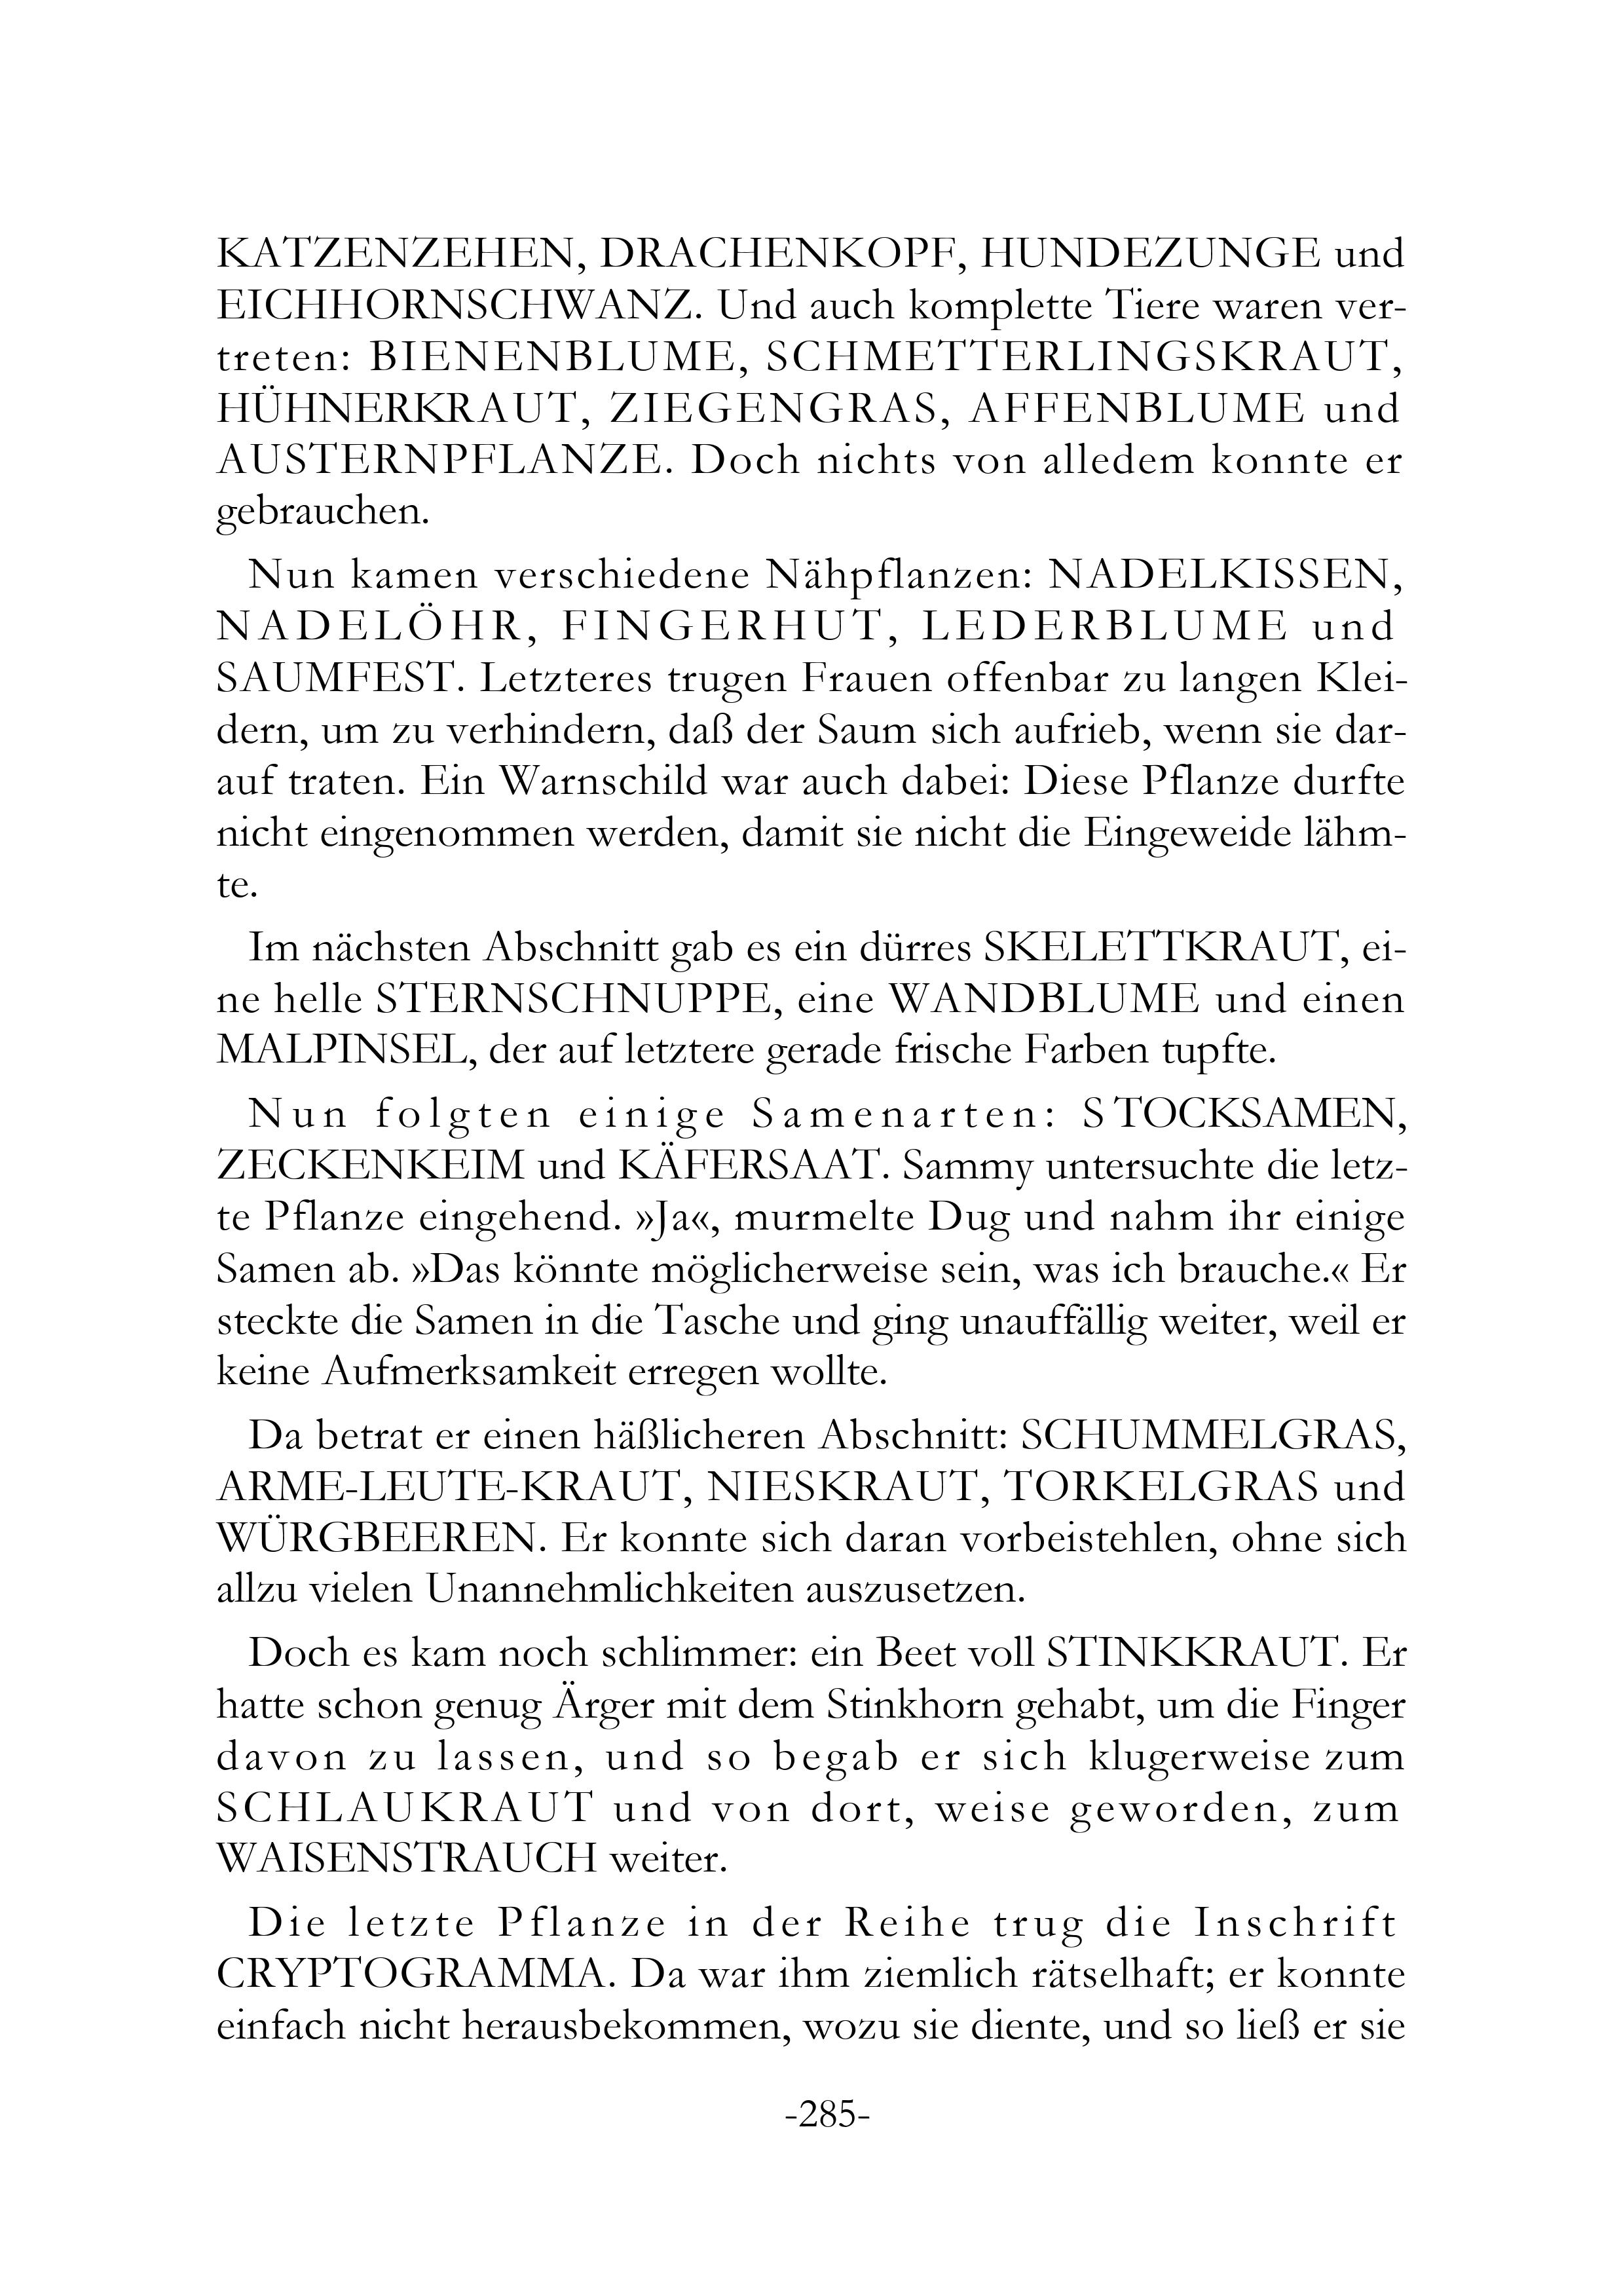 KATZENZEHEN, DRACHENKOPF, HUNDEZUNGE und
EICHHORNSCHWANZ. Und auch komplette Tiere waren ver-
treten: BIENENBLUME, SCHMETTERLINGSKRAUT,
HÜHNERKRAUT, ZIEGENGRAS, AFFENBLUME und
AUSTERNPFLANZE. Doch nichts von alledem konnte er
gebrauchen.
Nun kamen verschiedene Nähpflanzen: NADELKISSEN,
NADELÖHR, FINGERHUT, LEDERBLUME und
SAUMFEST. Letzteres trugen Frauen offenbar zu langen Klei-
dern, um zu verhindern, daß der Saum sich aufrieb, wenn sie dar-
auf traten. Ein Warnschild war auch dabei: Diese Pflanze durfte
nicht eingenommen werden, damit sie nicht die Eingeweide lähm-
te.
Im nächsten Abschnitt gab es ein dürres SKELETTKRAUT, ei-
ne helle STERNSCHNUPPE, eine WANDBLUME und einen
MALPINSEL, der auf letztere gerade frische Farben tupfte.
Nun folgten einige Samenarten: STOCKSAMEN,
ZECKENKEIM und KÄFERSAAT. Sammy untersuchte die letz-
te Pflanze eingehend. »Ja«, murmelte Dug und nahm ihr einige
Samen ab. »Das könnte möglicherweise sein, was ich brauche.« Er
steckte die Samen in die Tasche und ging unauffällig weiter, weil er
keine Aufmerksamkeit erregen wollte.
Da betrat er einen häßlicheren Abschnitt: SCHUMMELGRAS,
ARME-LEUTE-KRAUT, NIESKRAUT, TORKELGRAS und
WÜRGBEEREN. Er konnte sich daran vorbeistehlen, ohne sich
allzu vielen Unannehmlichkeiten auszusetzen.
Doch es kam noch schlimmer: ein Beet voll STINKKRAUT. Er
hatte schon genug Ärger mit dem Stinkhorn gehabt, um die Finger
davon zu lassen, und so begab er sich klugerweise zum
SCHLAUKRAUT und von dort, weise geworden, zum
WAISENSTRAUCH weiter.
Die letzte Pflanze in der Reihe trug die Inschrift
CRYPTOGRAMMA. Da war ihm ziemlich rätselhaft; er konnte
einfach nicht herausbekommen, wozu sie diente, und so ließ er sie
-285-